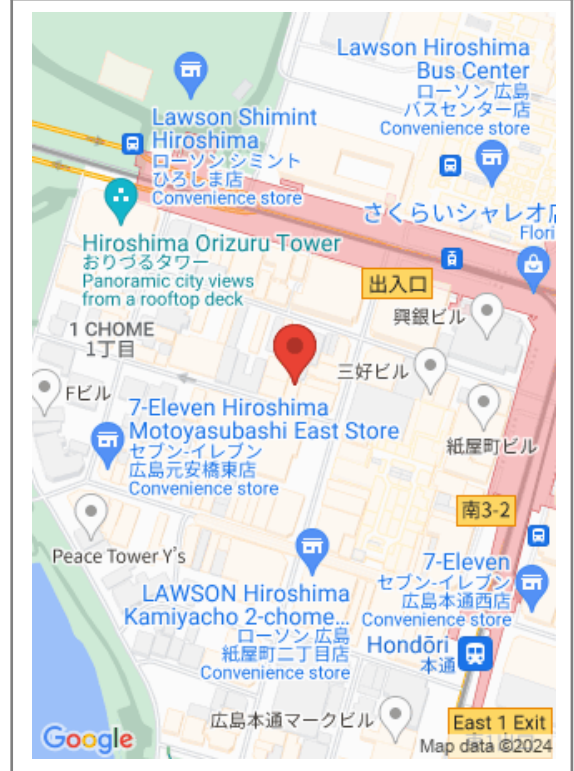 Lawson Hiroshima
Bus Center
ローソン 広島
バスセンター店
Convenience store
Lawson Shimint
Hiroshima
ローソン シミント
ひろしま店
Convenience store
さくらいシャレオ店
Flori
Hiroshima Orizuru Tower
おりづるタワー
Panoramic city views
from a rooftop deck
出入口
興銀ビル
1 CHOME
1丁目
三好ビル
Fビル
7-Eleven Hiroshima
Motoyasubashi East Store
セブン-イレブン
広島元安橋東店
Convenience store
紙屋町ビル
南3-2
Peace Tower Y's
7-Eleven
セブン-イレブン
広島本通西店
Convenience store
LAWSON Hiroshima
Kamiyacho 2-chome...
ローソン 広島
紙屋町二丁目店
Convenience store
Hondōri
本通
広島本通マークビル
East 1 Exit
Google
Map data ©2024